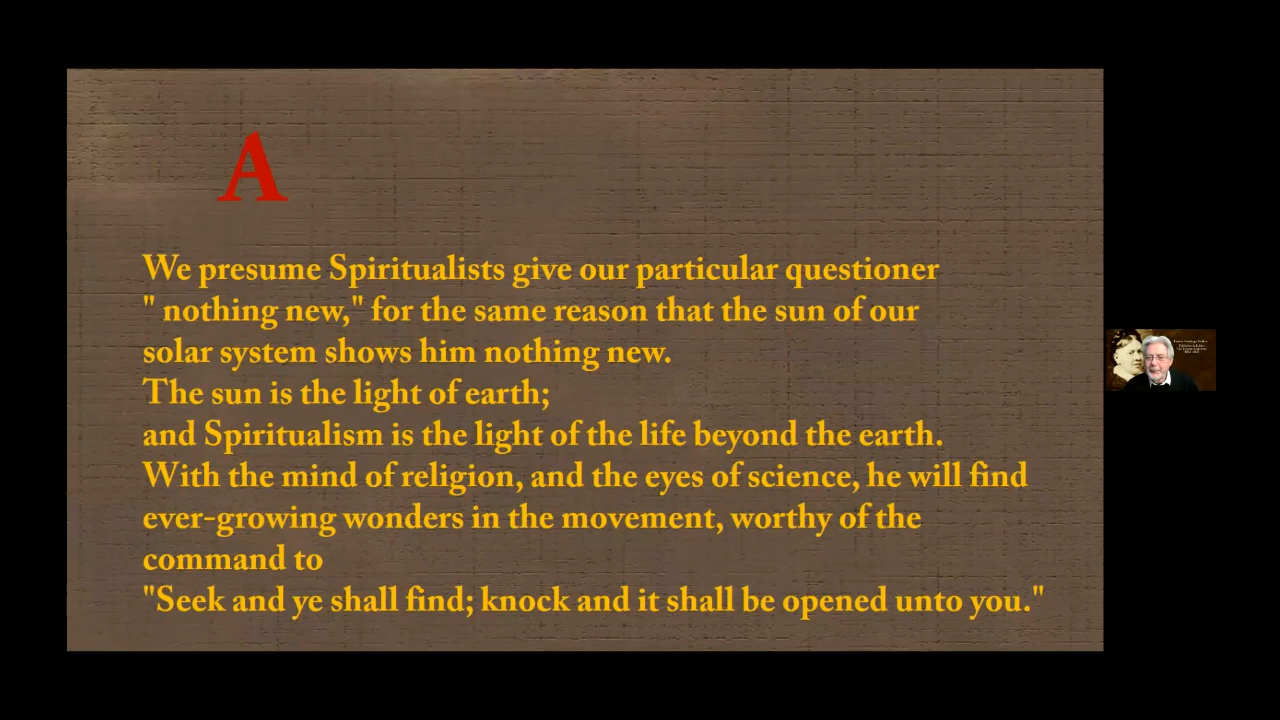 A
We presume Spiritualists give our particular questioner
" nothing new," for the same reason that the sun of our
solar system shows him nothing new.
The sun is the light of earth;
and Spiritualism is the light of the life beyond the earth.
With the mind of religion, and the eyes of science, he will find
ever-growing wonders in the movement, worthy of the
command to
"Seek and ye shall find; knock and it shall be opened unto you."